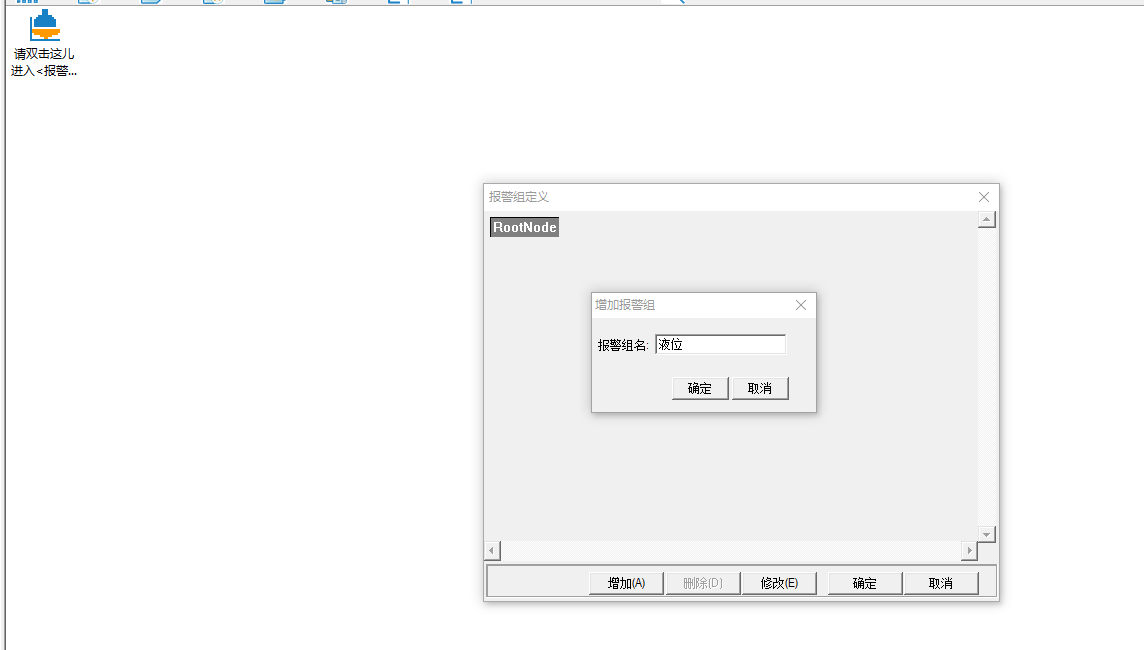 请双击这儿
进入<报警...
报警组定义
RootNode
增加报警组
报警组名: 液位
确定 取消
增加(A) 删除(D) 修改(E) 确定 取消